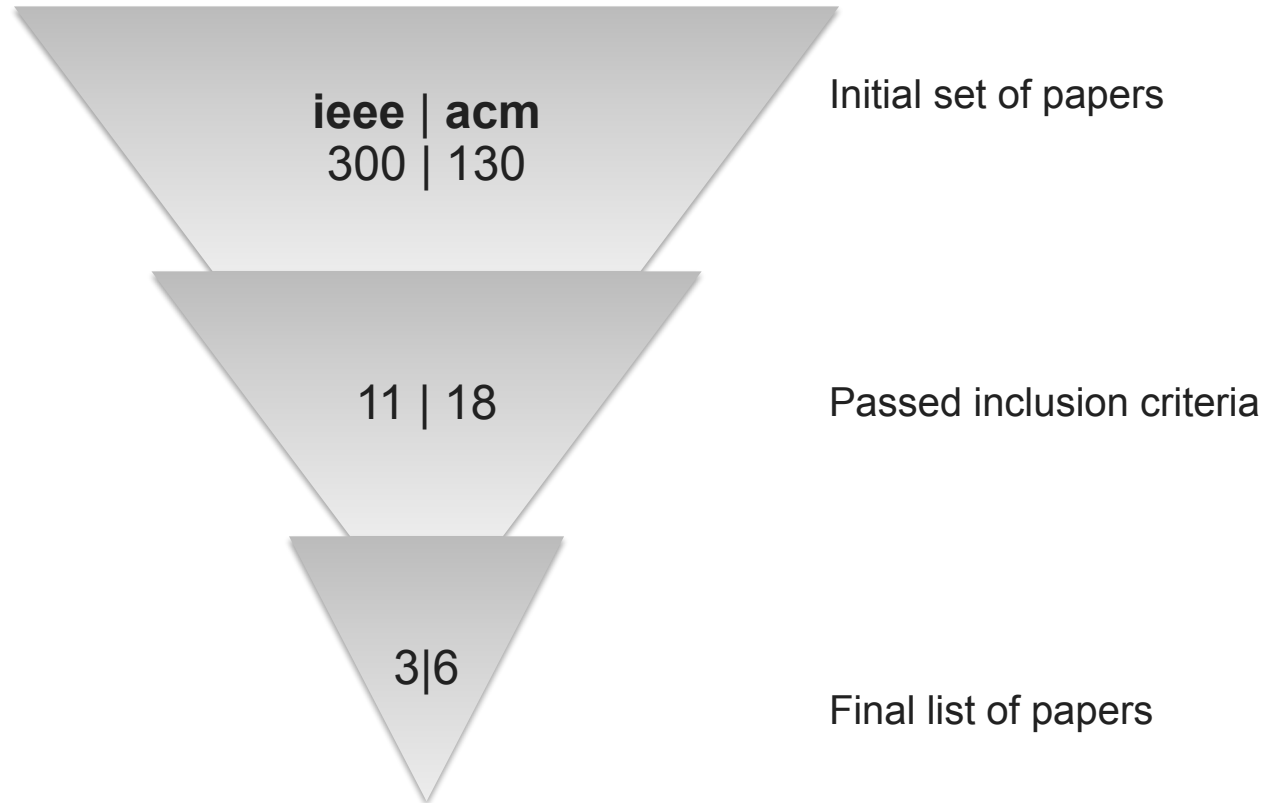 ieee | acm
300 | 130
Initial set of papers
11 | 18
Passed inclusion criteria
3|6
Final list of papers